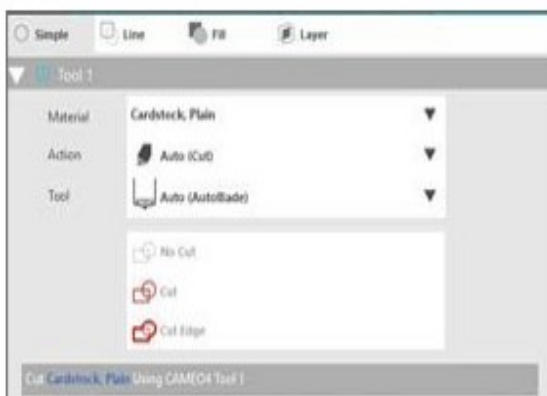 Simple Line Fill Layer
Tool 1
Material Cardstock, Plain
Action Auto (Cut)
Tool Auto (AutoBlade)
No Cut
Cut
Cut Edge
Cut Cardstock, Plain Using CAMEO4 Tool 1